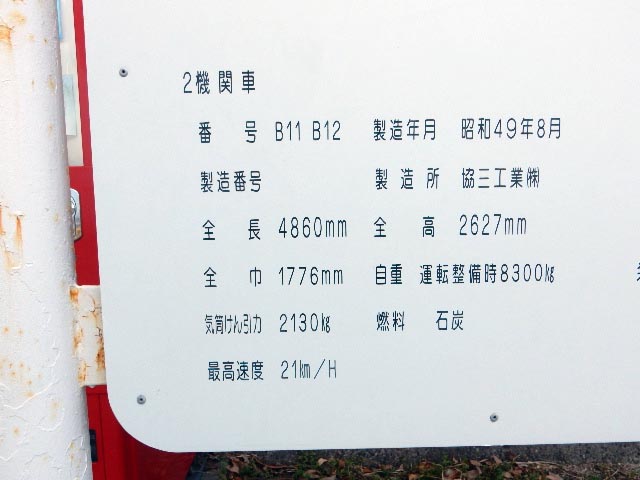 2機関車
番　号 B11 B12　製造年月　昭和49年8月
製造番号　製造所　協三工業㈱
全　長 4860mm　全　高　2627mm
全　巾 1776mm　自重　運転整備時8300㎏
気筒けん引力 2130㎏　燃料　石炭
最高速度 21㎞/H